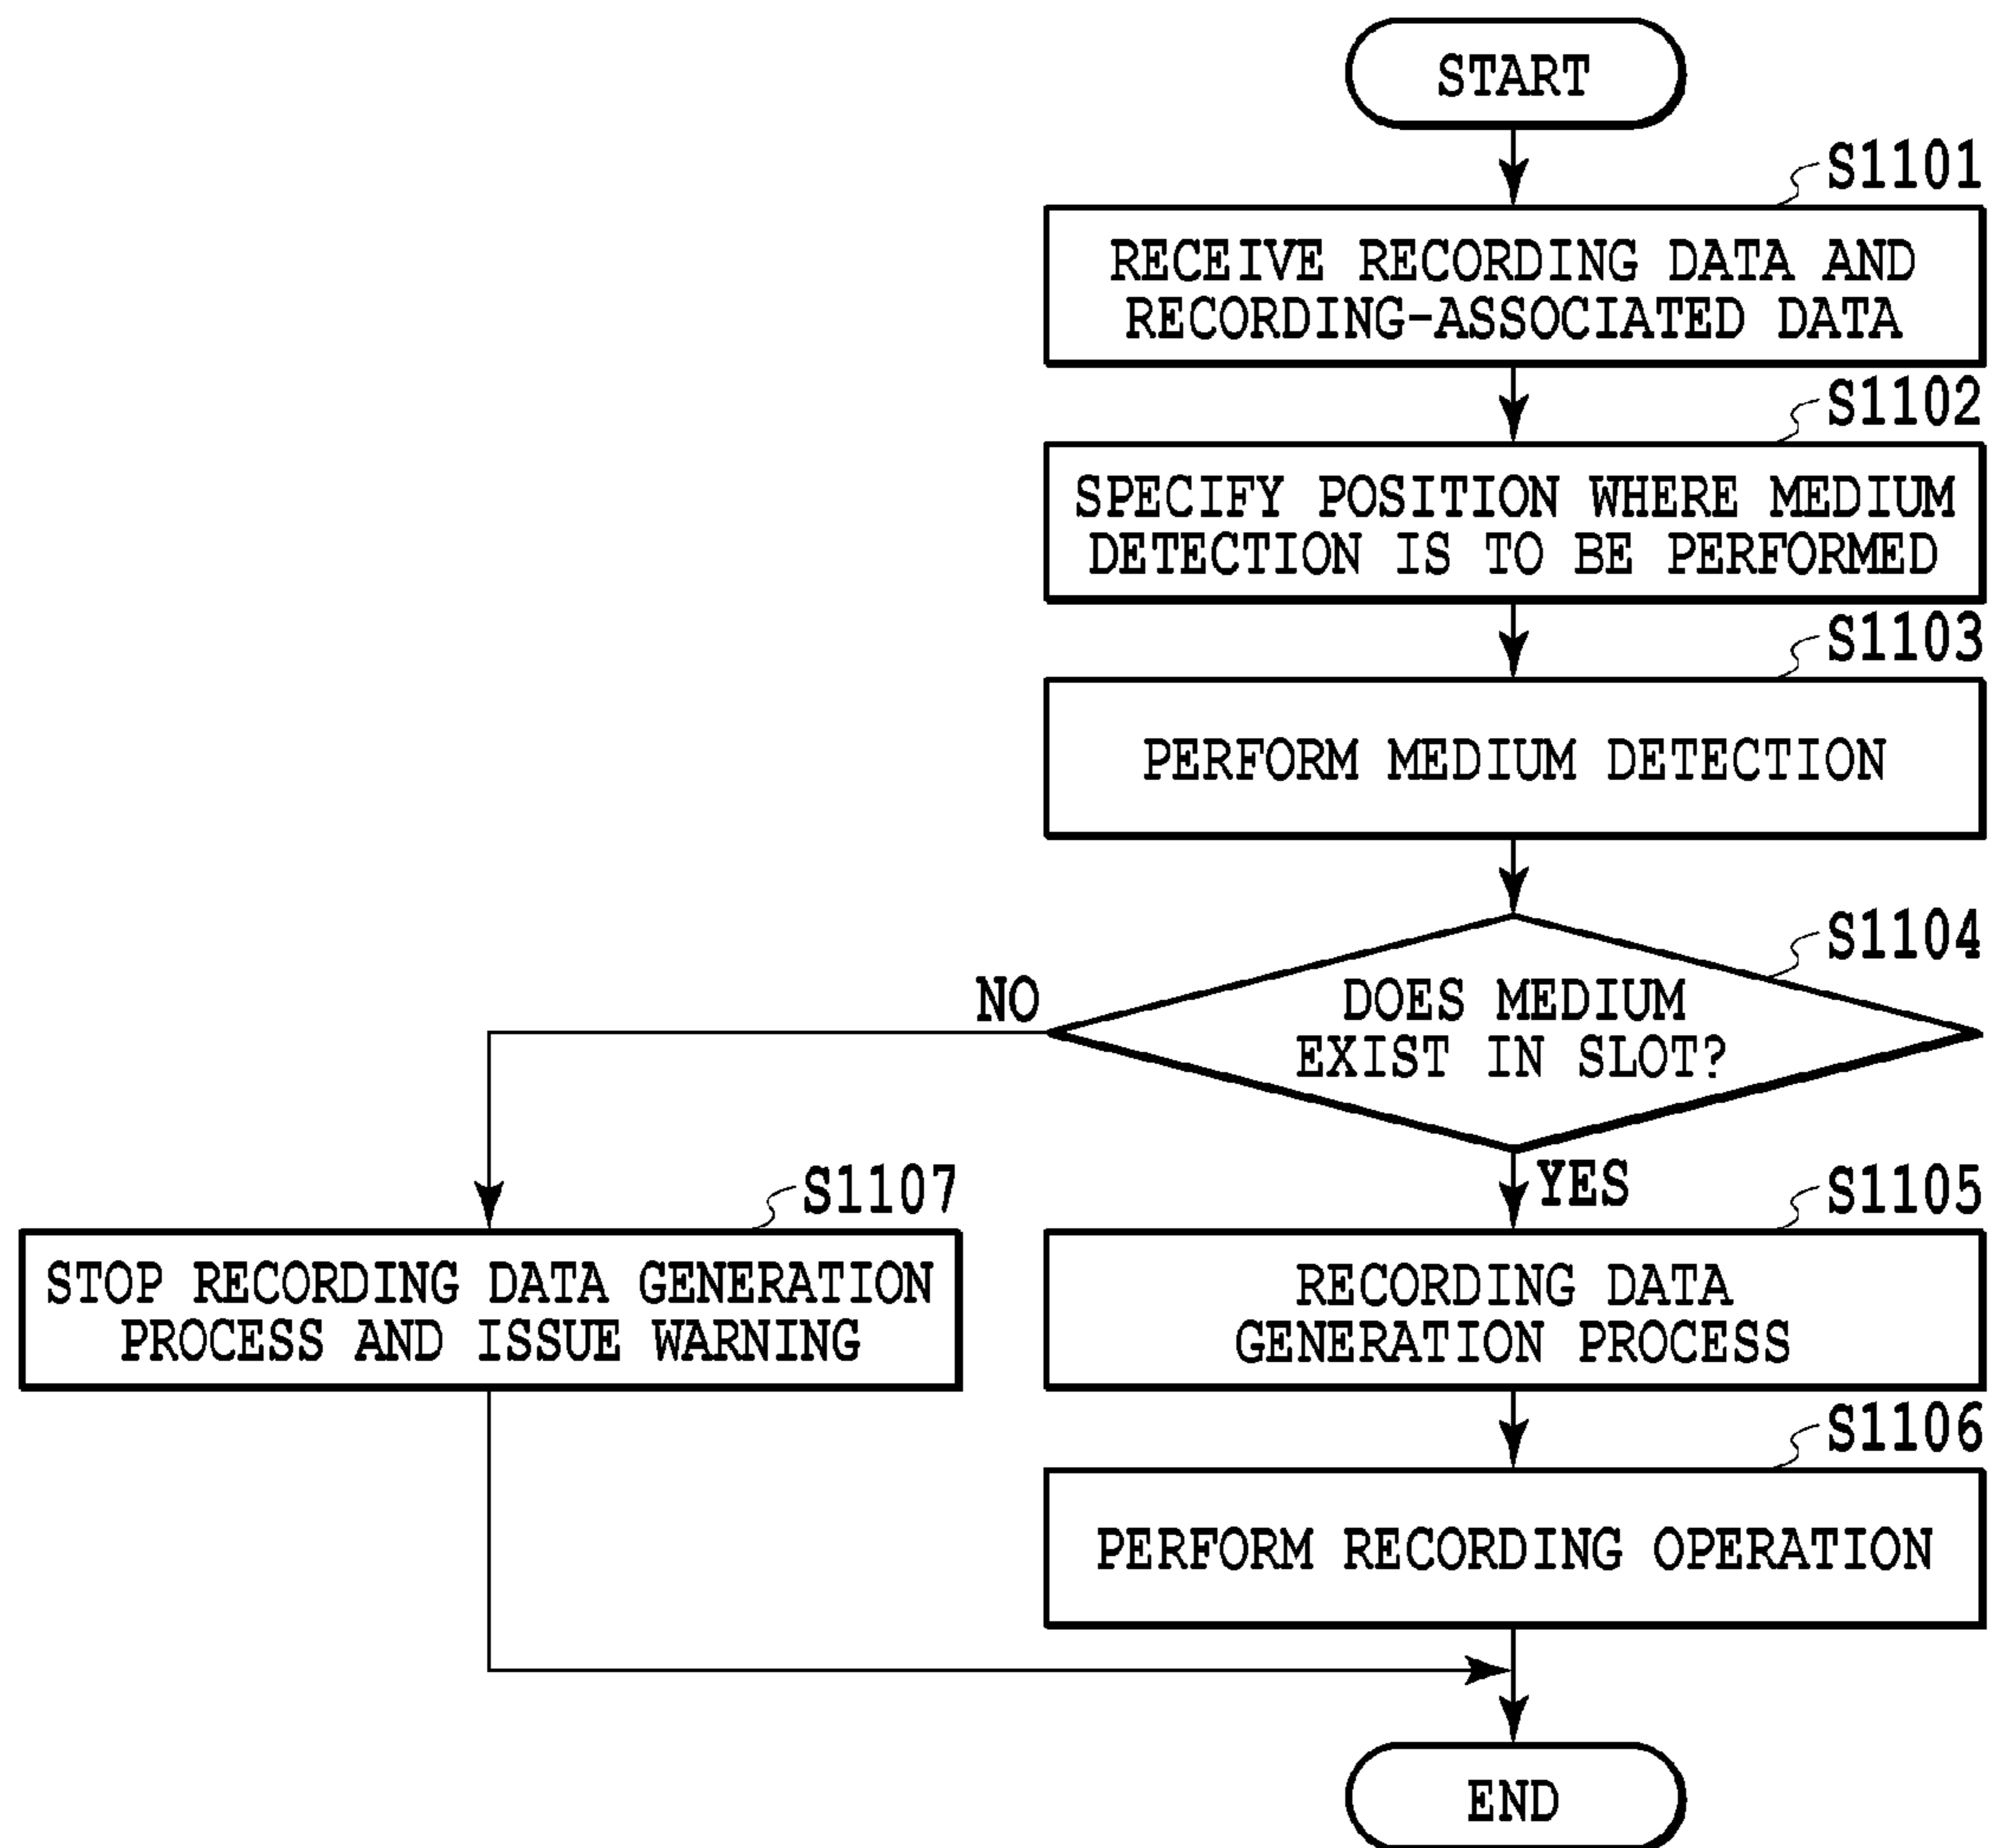 START
S1101
RECEIVE RECORDING DATA AND
RECORDING-ASSOCIATED DATA
S1102
SPECIFY POSITION WHERE MEDIUM
DETECTION IS TO BE PERFORMED
S1103
PERFORM MEDIUM DETECTION
S1104
DOES MEDIUM
EXIST IN SLOT?
NO
YES
S1107
STOP RECORDING DATA GENERATION
PROCESS AND ISSUE WARNING
S1105
RECORDING DATA
GENERATION PROCESS
S1106
PERFORM RECORDING OPERATION
END